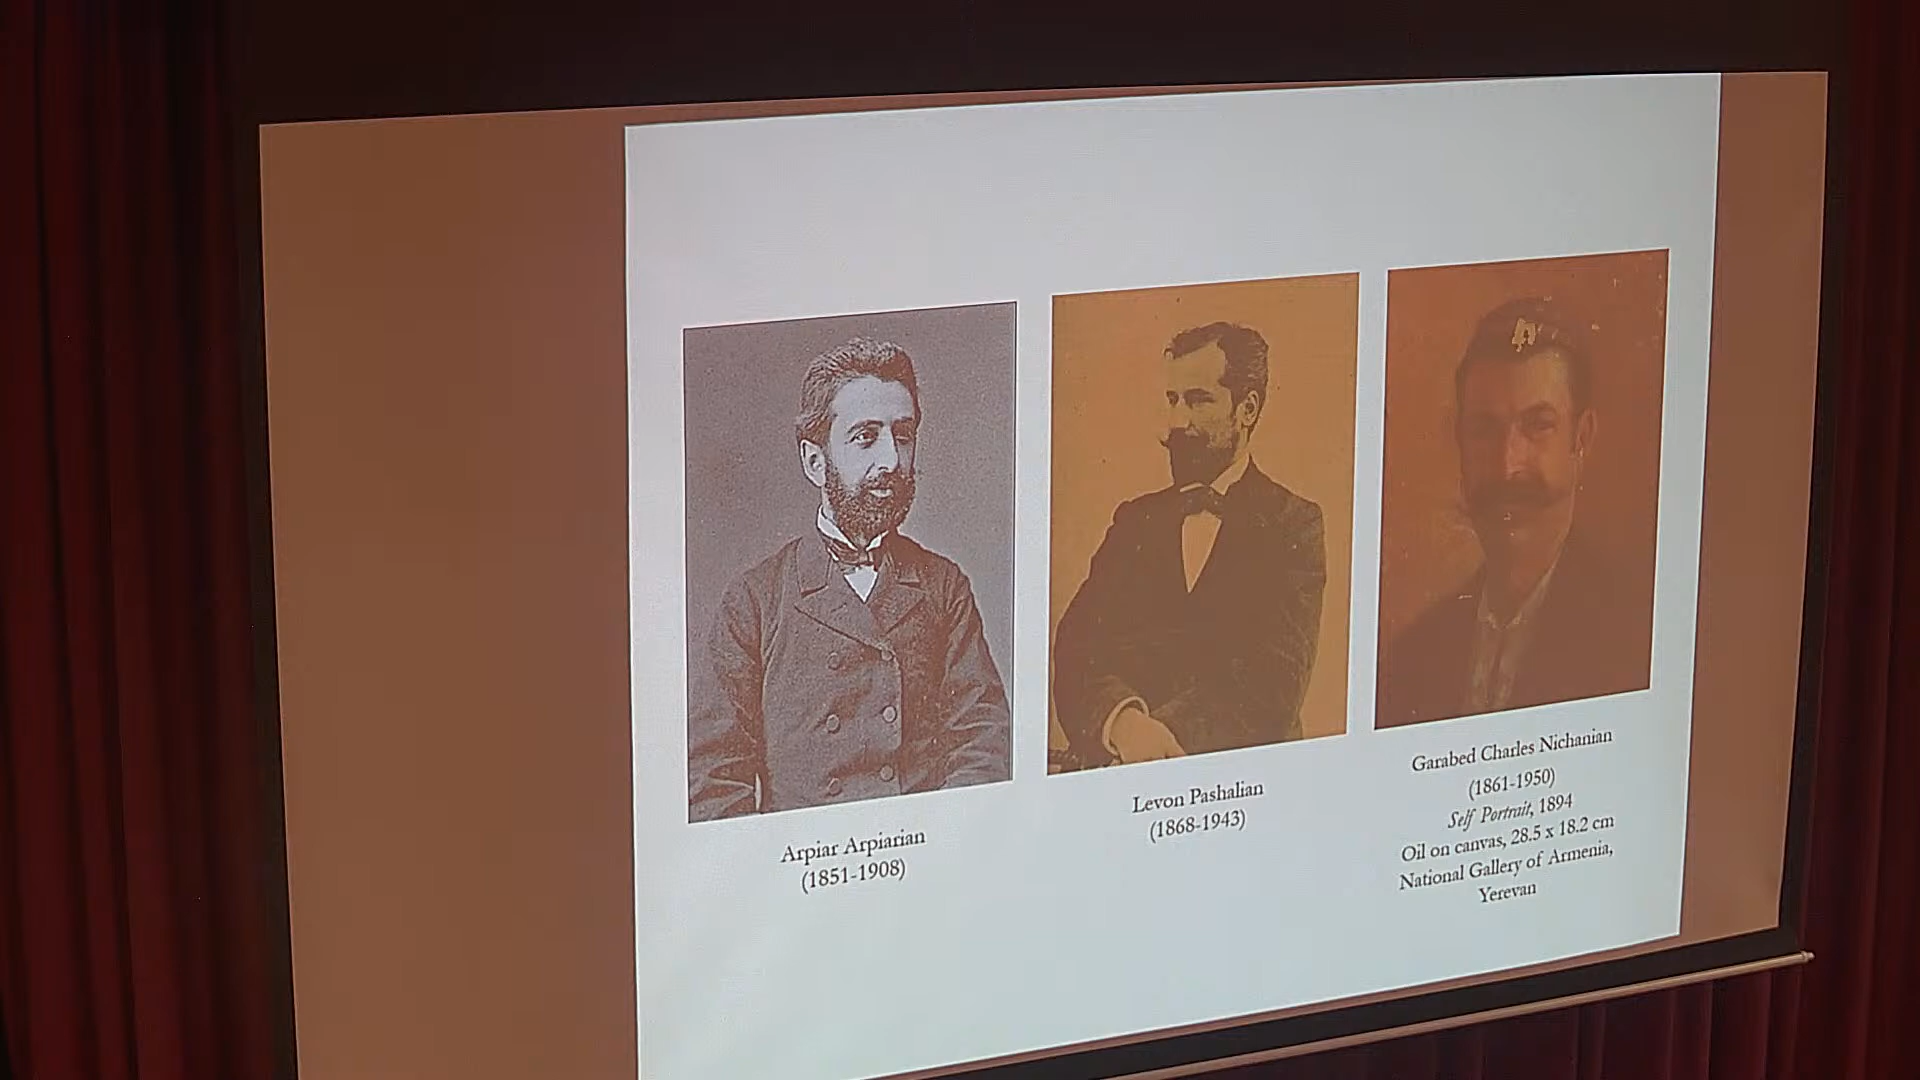 Arpiar Arpiarian
(1851-1908)
Levon Pashalian
(1868-1943)
Garabed Charles Nichanian
(1861-1950)
Self Portrait, 1894
Oil on canvas, 28.5 x 18.2 cm
National Gallery of Armenia,
Yerevan